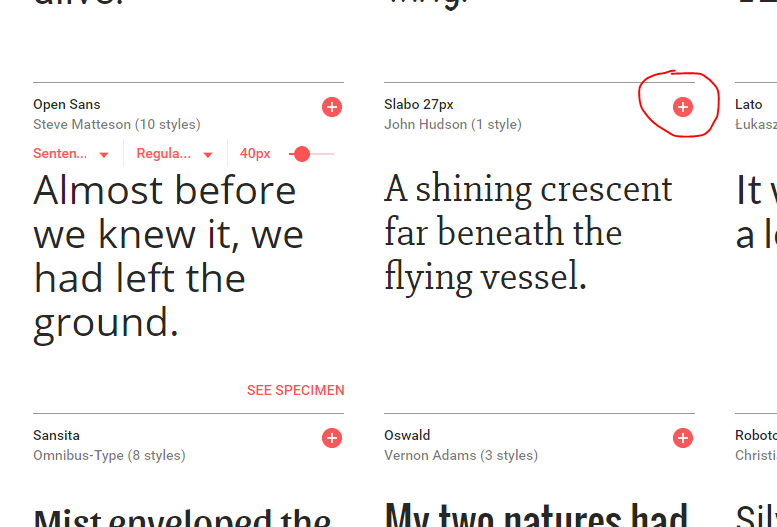 alive.
Open Sans
Steve Matteson (10 styles)
Senten... Regula... 40px
Almost before
we knew it, we
had left the
ground.
SEE SPECIMEN
Slabo 27px
John Hudson (1 style)
A shining crescent
far beneath the
flying vessel.
Lato
Łukasz
It
a
Sansita
Omnibus-Type (8 styles)
Mist enveloped the
Oswald
Vernon Adams (3 styles)
My two natures had
Roboto
Christi